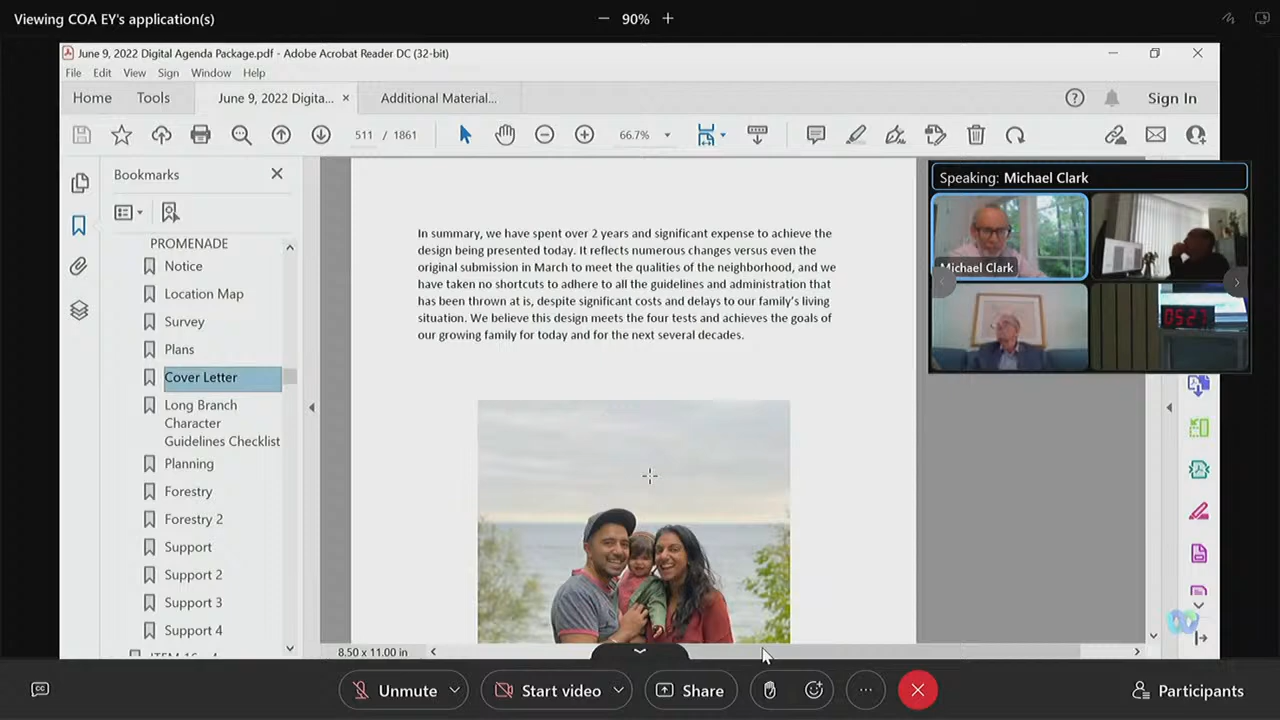 Viewing COA EY's application(s)
90%
June 9, 2022 Digital Agenda Package.pdf - Adobe Acrobat Reader DC (32-bit)
File Edit View Sign Window Help
Home Tools June 9, 2022 Digita... × Additional Material...
Sign In
511 / 1861
66.7%
Bookmarks
PROMENADE
Notice
Location Map
Survey
Plans
Cover Letter
Long Branch
Character
Guidelines Checklist
Planning
Forestry
Forestry 2
Support
Support 2
Support 3
Support 4
In summary, we have spent over 2 years and significant expense to achieve the
design being presented today. It reflects numerous changes versus even the
original submission in March to meet the qualities of the neighborhood, and we
have taken no shortcuts to adhere to all the guidelines and administration that
has been thrown at is, despite significant costs and delays to our family's living
situation. We believe this design meets the four tests and achieves the goals of
our growing family for today and for the next several decades.
Speaking: Michael Clark
Michael Clark
8.50 x 11.00 in
Unmute
Start video
Share
Participants